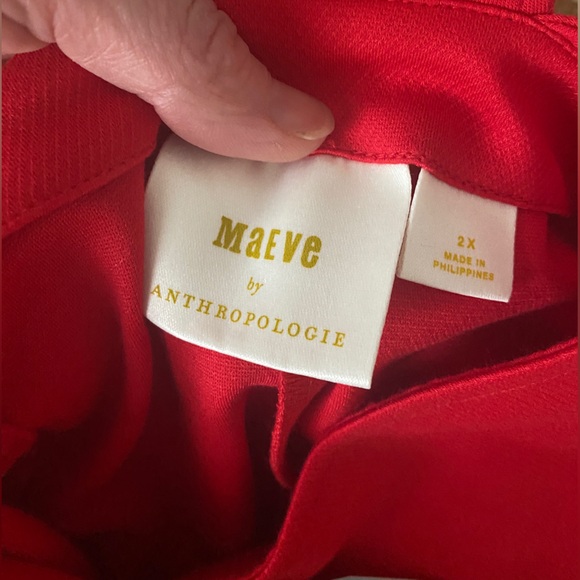 MaEVe
by
ANTHROPOLOGIE
2X
MADE IN
PHILIPPINES